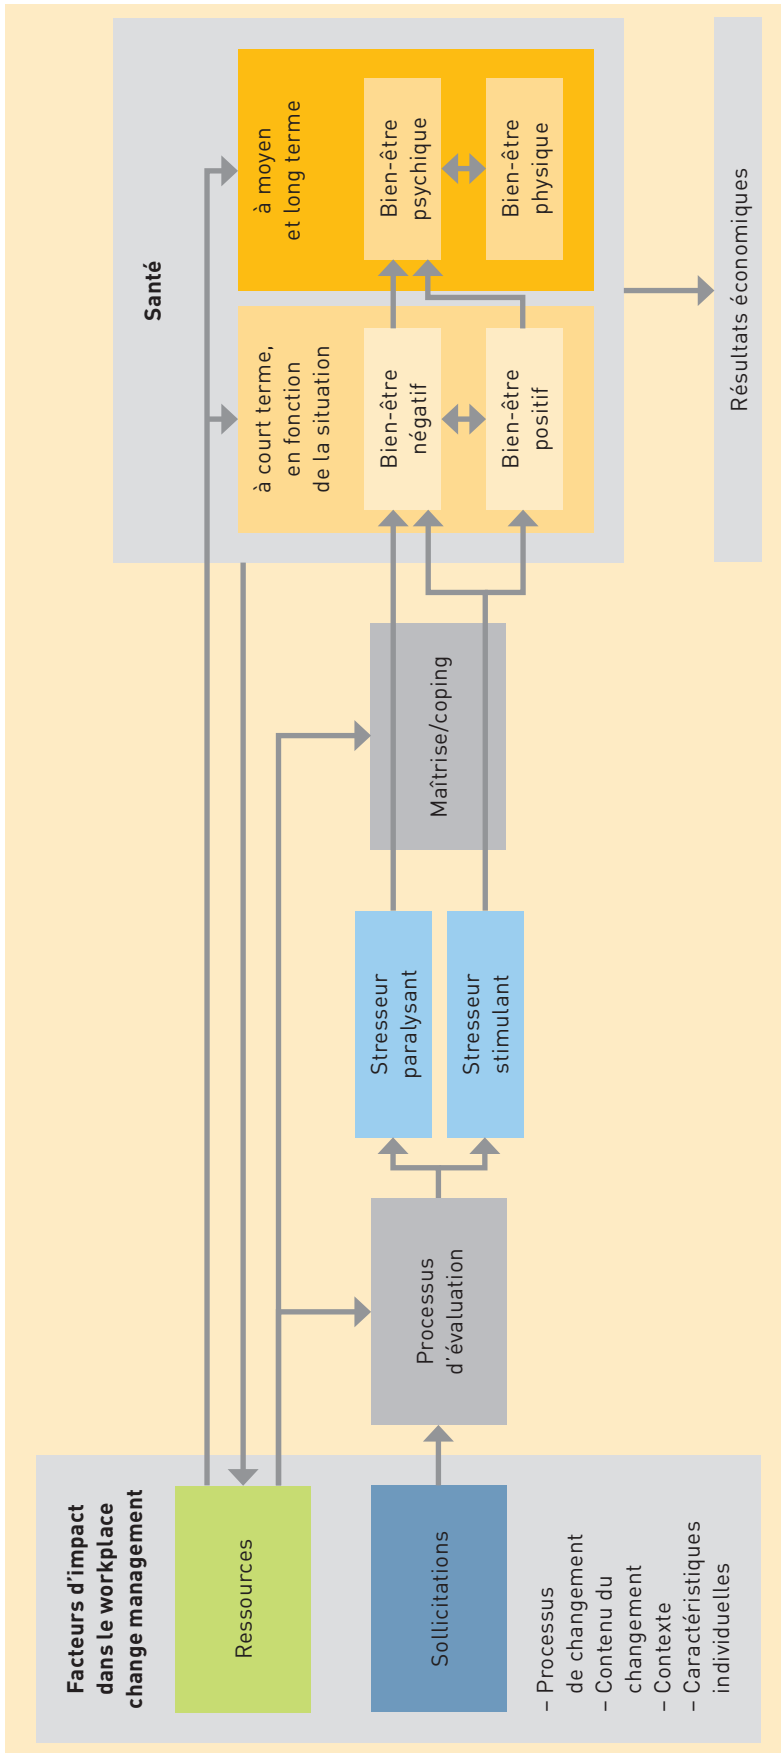 Facteurs d'impact
dans le workplace
change management
Ressources
Sollicitations
– Processus
de changement
– Contenu du
changement
– Contexte
– Caractéristiques
individuelles
Processus
d'évaluation
Stresseur
paralysant
Stresseur
stimulant
Maîtrise/coping
Santé
à court terme,
en fonction
de la situation
Bien-être
négatif
Bien-être
positif
à moyen
et long terme
Bien-être
psychique
Bien-être
physique
Résultats économiques